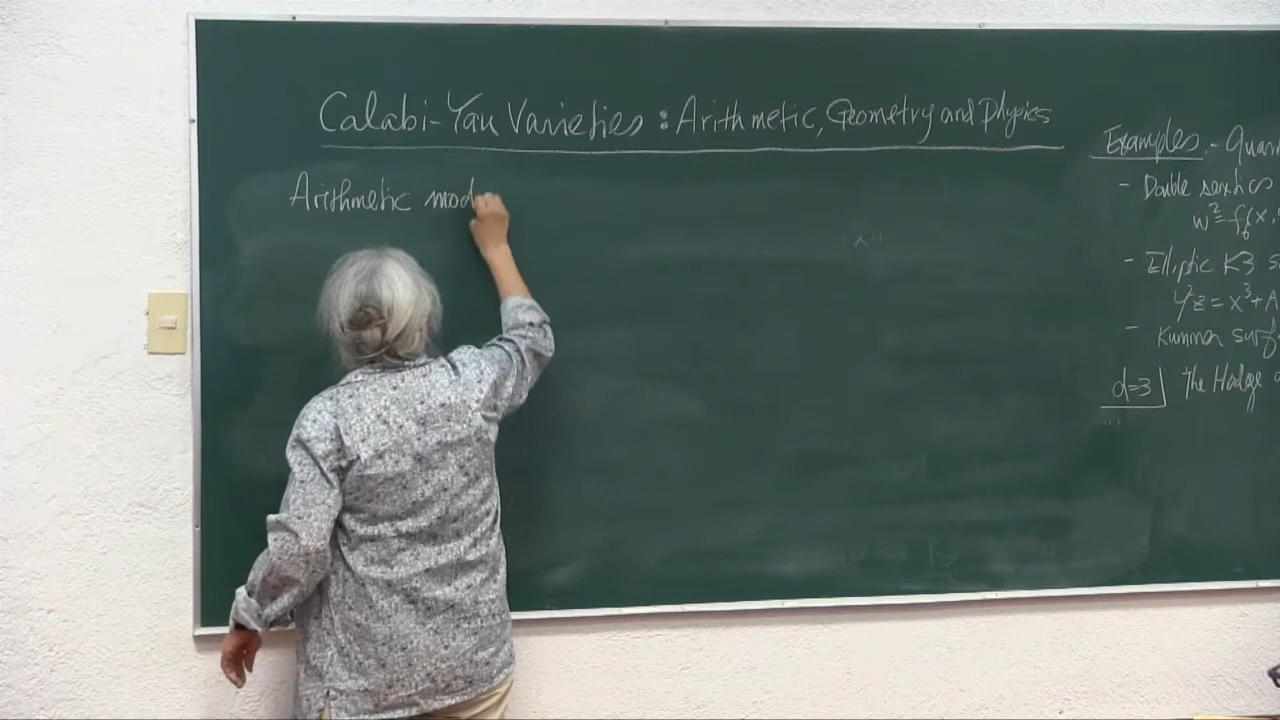 Calabi-Yau Varieties : Arithmetic, Geometry and Physics
Arithmetic mod
Examples. - Quar
- Double sextics
w² = f₆(x,
- Elliptic K3 s
y²z = x³ + A
- Kummer surf
d=3 The Hodge